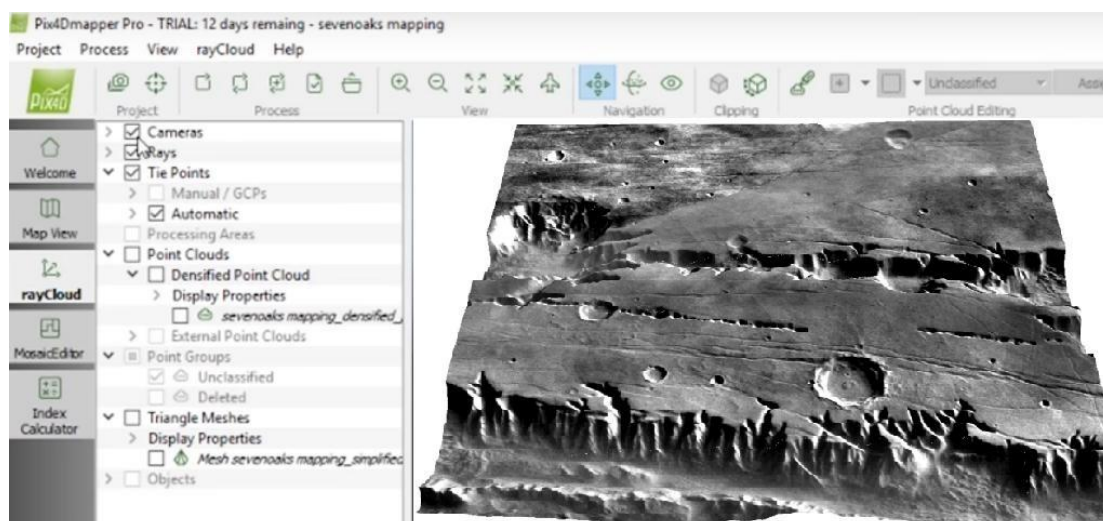 Pix4Dmapper Pro - TRIAL: 12 days remaing - sevenoaks mapping
Project Process View rayCloud Help
PIX4D
Unclassified
Project Process View Navigation Clipping Point Cloud Editing
Welcome
Map View
rayCloud
MosaicEditor
Index
Calculator
Cameras
Rays
Tie Points
Manual / GCPs
Automatic
Processing Areas
Point Clouds
Densified Point Cloud
Display Properties
sevenoaks mapping_densified_
External Point Clouds
Point Groups
Unclassified
Deleted
Triangle Meshes
Display Properties
Mesh sevenoaks mapping_simplified
Objects